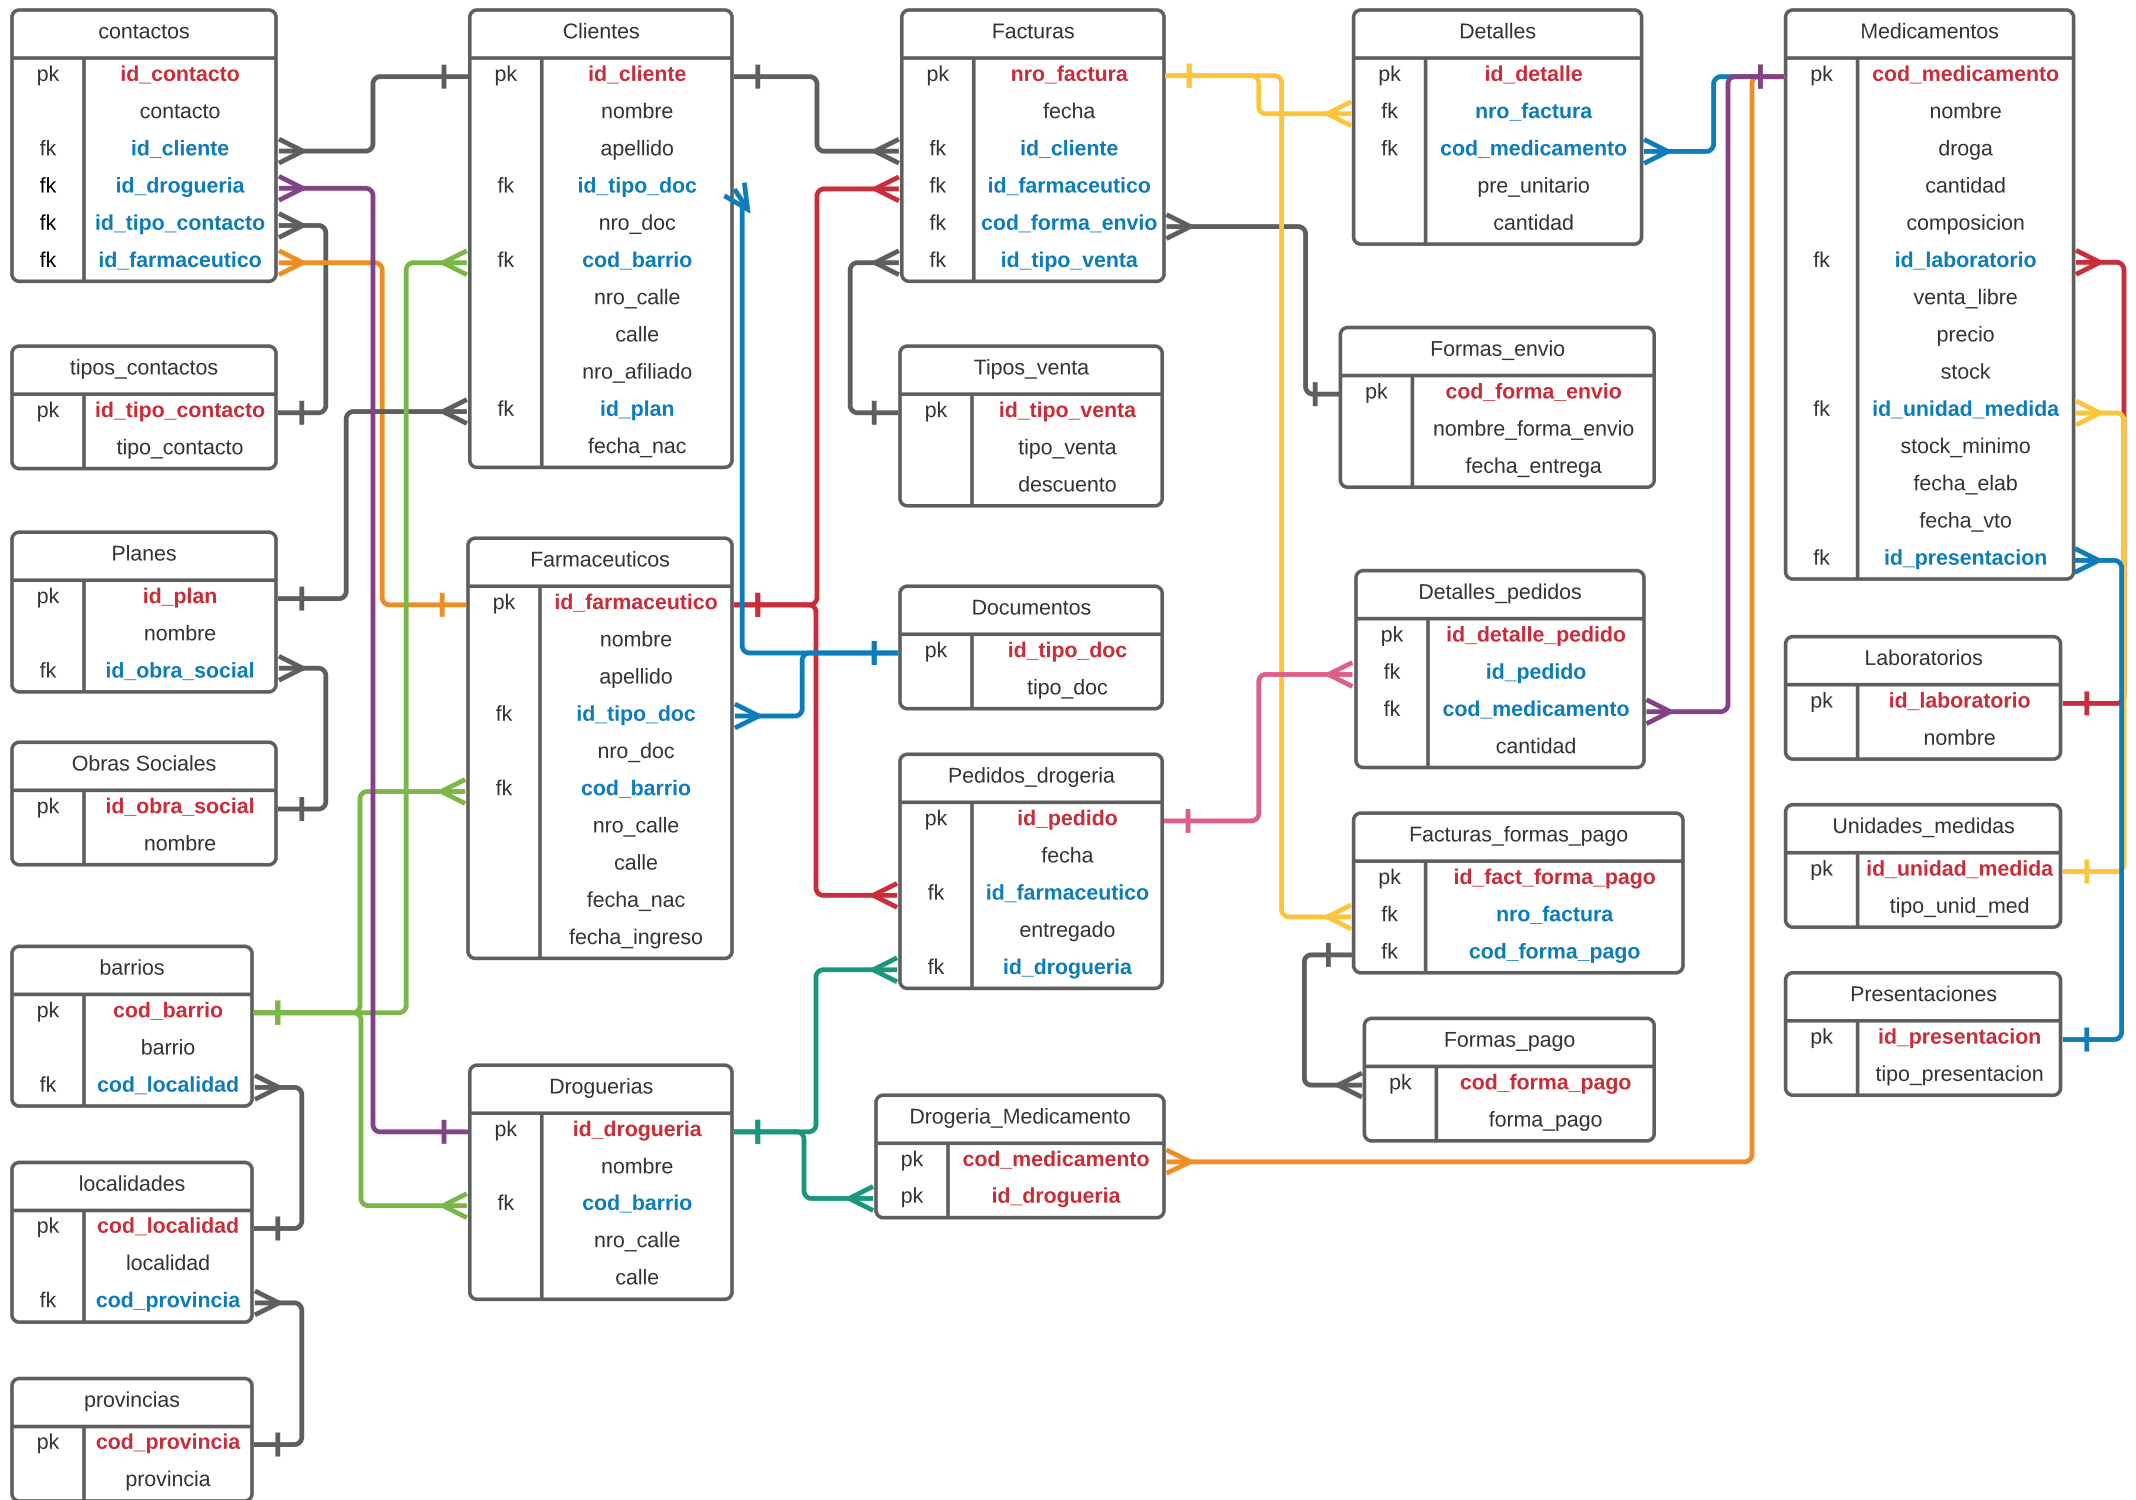 contactos
pk id_contacto
contacto
fk id_cliente
fk id_drogueria
fk id_tipo_contacto
fk id_farmaceutico
tipos_contactos
pk id_tipo_contacto
tipo_contacto
Planes
pk id_plan
nombre
fk id_obra_social
Obras Sociales
pk id_obra_social
nombre
barrios
pk cod_barrio
barrio
fk cod_localidad
localidades
pk cod_localidad
localidad
fk cod_provincia
provincias
pk cod_provincia
provincia
Clientes
pk id_cliente
nombre
apellido
fk id_tipo_doc
nro_doc
fk cod_barrio
nro_calle
calle
nro_afiliado
fk id_plan
fecha_nac
Farmaceuticos
pk id_farmaceutico
nombre
apellido
fk id_tipo_doc
nro_doc
fk cod_barrio
nro_calle
calle
fecha_nac
fecha_ingreso
Droguerias
pk id_drogueria
nombre
fk cod_barrio
nro_calle
calle
Facturas
pk nro_factura
fecha
fk id_cliente
fk id_farmaceutico
fk cod_forma_envio
fk id_tipo_venta
Tipos_venta
pk id_tipo_venta
tipo_venta
descuento
Documentos
pk id_tipo_doc
tipo_doc
Pedidos_drogeria
pk id_pedido
fecha
fk id_farmaceutico
entregado
fk id_drogueria
Drogeria_Medicamento
pk cod_medicamento
pk id_drogueria
Detalles
pk id_detalle
fk nro_factura
fk cod_medicamento
pre_unitario
cantidad
Formas_envio
pk cod_forma_envio
nombre_forma_envio
fecha_entrega
Detalles_pedidos
pk id_detalle_pedido
fk id_pedido
fk cod_medicamento
cantidad
Facturas_formas_pago
pk id_fact_forma_pago
fk nro_factura
fk cod_forma_pago
Formas_pago
pk cod_forma_pago
forma_pago
Medicamentos
pk cod_medicamento
nombre
droga
cantidad
composicion
fk id_laboratorio
venta_libre
precio
stock
fk id_unidad_medida
stock_minimo
fecha_elab
fecha_vto
fk id_presentacion
Laboratorios
pk id_laboratorio
nombre
Unidades_medidas
pk id_unidad_medida
tipo_unid_med
Presentaciones
pk id_presentacion
tipo_presentacion